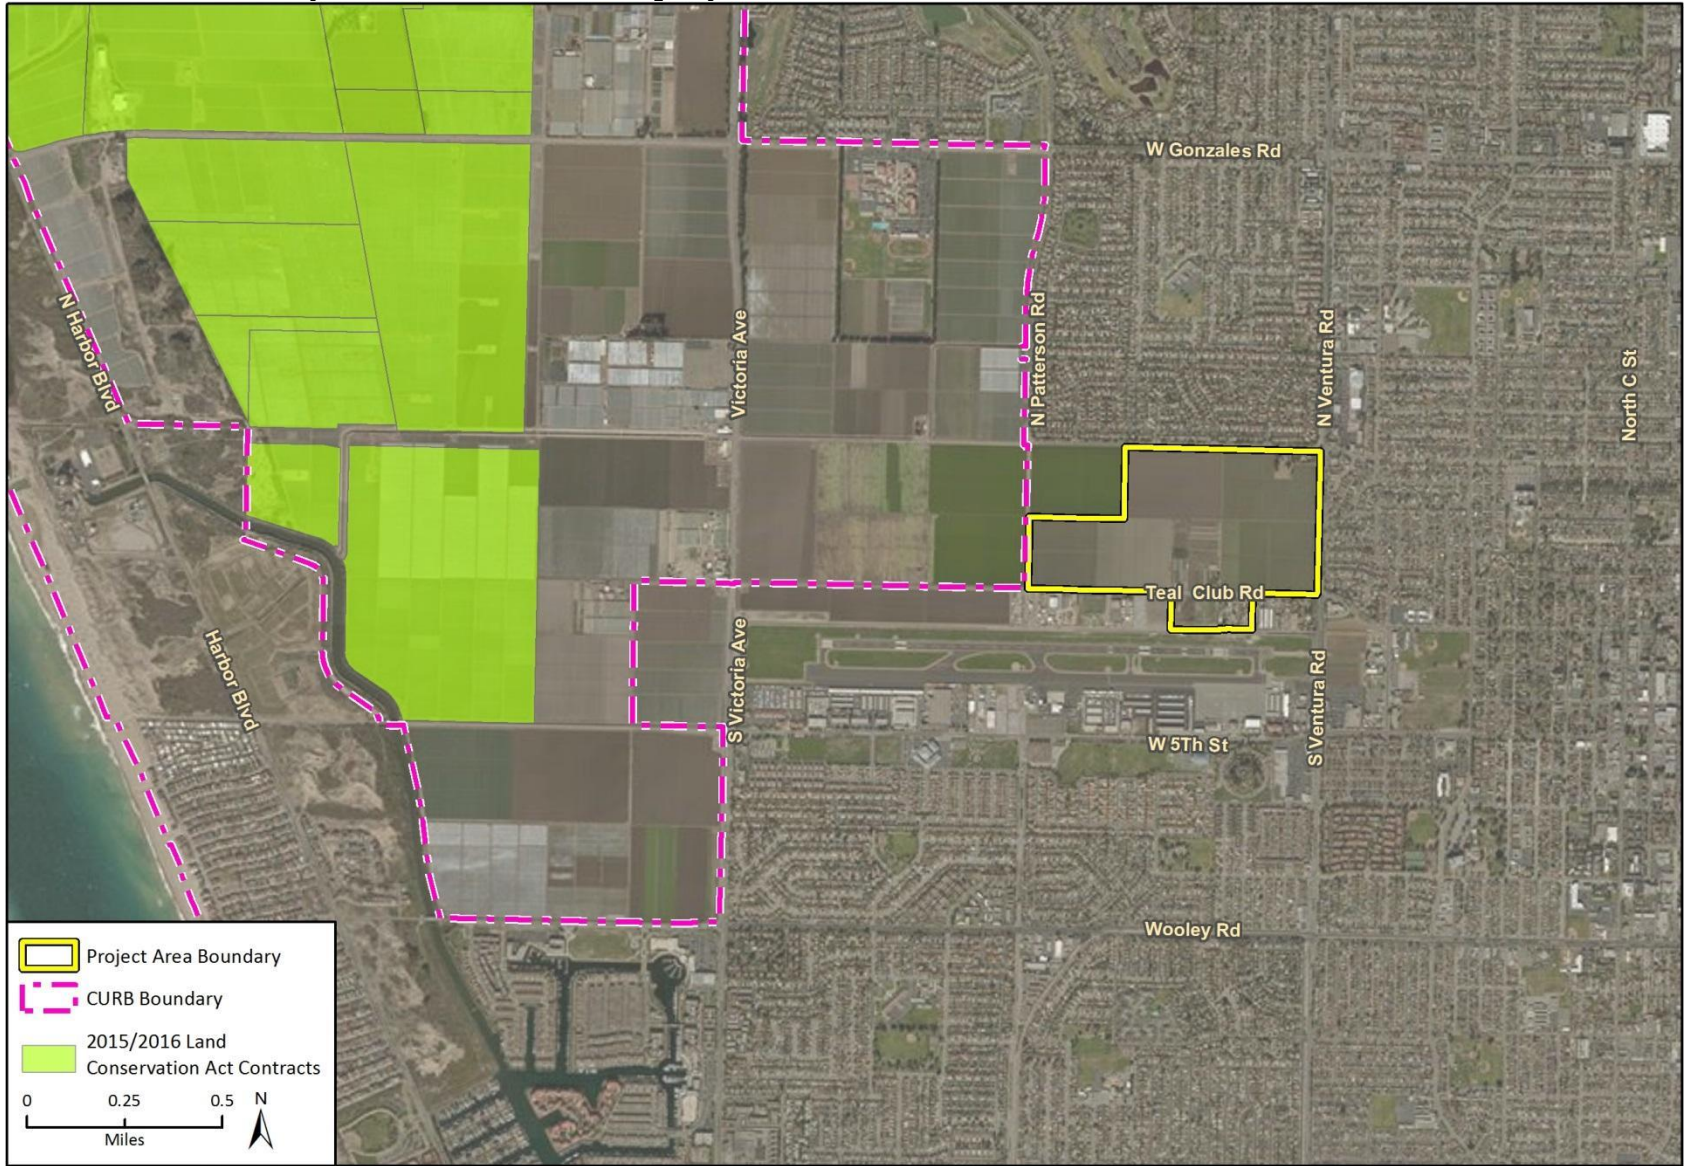 W Gonzales Rd
N Harbor Blvd
Victoria Ave
N Patterson Rd
N Ventura Rd
North C St
Teal Club Rd
Harbor Blvd
S Victoria Ave
S Ventura Rd
W 5Th St
Wooley Rd
Project Area Boundary
CURB Boundary
2015/2016 Land
Conservation Act Contracts
0 0.25 0.5 N
Miles